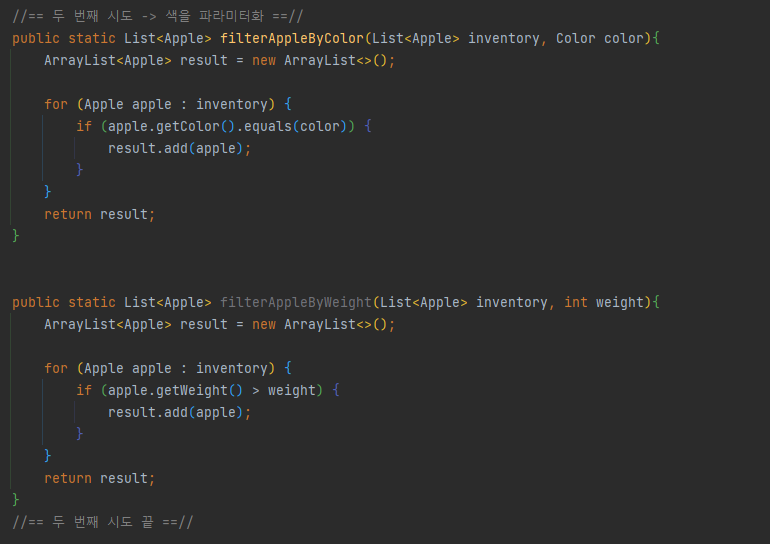 //== 두 번째 시도 -> 색을 파라미터화 ==//
public static List<Apple> filterAppleByColor(List<Apple> inventory, Color color){
    ArrayList<Apple> result = new ArrayList<>();

    for (Apple apple : inventory) {
        if (apple.getColor().equals(color)) {
            result.add(apple);
        }
    }
    return result;
}


public static List<Apple> filterAppleByWeight(List<Apple> inventory, int weight){
    ArrayList<Apple> result = new ArrayList<>();

    for (Apple apple : inventory) {
        if (apple.getWeight() > weight) {
            result.add(apple);
        }
    }
    return result;
}
//== 두 번째 시도 끝 ==//